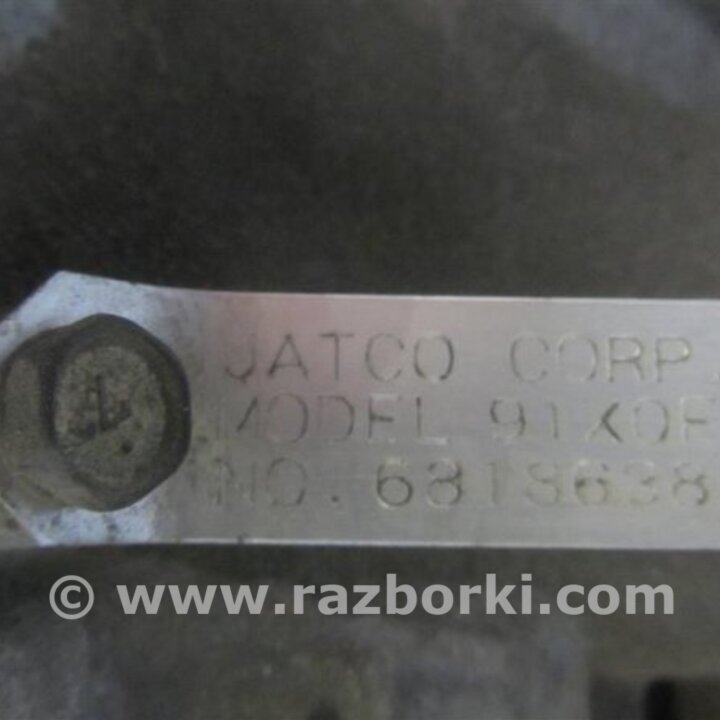 JATCO CORP.
MODEL 91X0F
NO. 6818638
© www.razborki.com